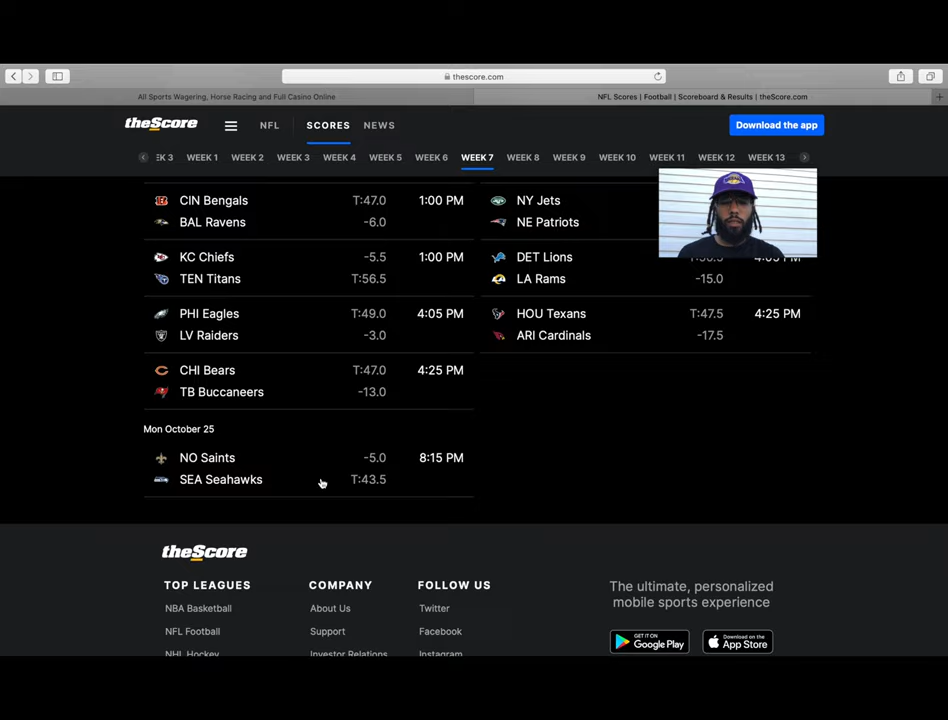 thescore.com
All Sports Wagering, Horse Racing and Full Casino Online
NFL Scores | Football | Scoreboard & Results | theScore.com
theScore
NFL
SCORES
NEWS
Download the app
EK 3
WEEK 1
WEEK 2
WEEK 3
WEEK 4
WEEK 5
WEEK 6
WEEK 7
WEEK 8
WEEK 9
WEEK 10
WEEK 11
WEEK 12
WEEK 13
CIN Bengals T:47.0 1:00 PM
BAL Ravens -6.0
NY Jets
NE Patriots
KC Chiefs -5.5 1:00 PM
TEN Titans T:56.5
DET Lions
LA Rams -15.0
PHI Eagles T:49.0 4:05 PM
LV Raiders -3.0
HOU Texans T:47.5 4:25 PM
ARI Cardinals -17.5
CHI Bears T:47.0 4:25 PM
TB Buccaneers -13.0
Mon October 25
NO Saints -5.0 8:15 PM
SEA Seahawks T:43.5
theScore
TOP LEAGUES
NBA Basketball
NFL Football
NHL Hockey
COMPANY
About Us
Support
Investor Relations
FOLLOW US
Twitter
Facebook
Instagram
The ultimate, personalized
mobile sports experience
GET IT ON
Google Play
Download on the
App Store